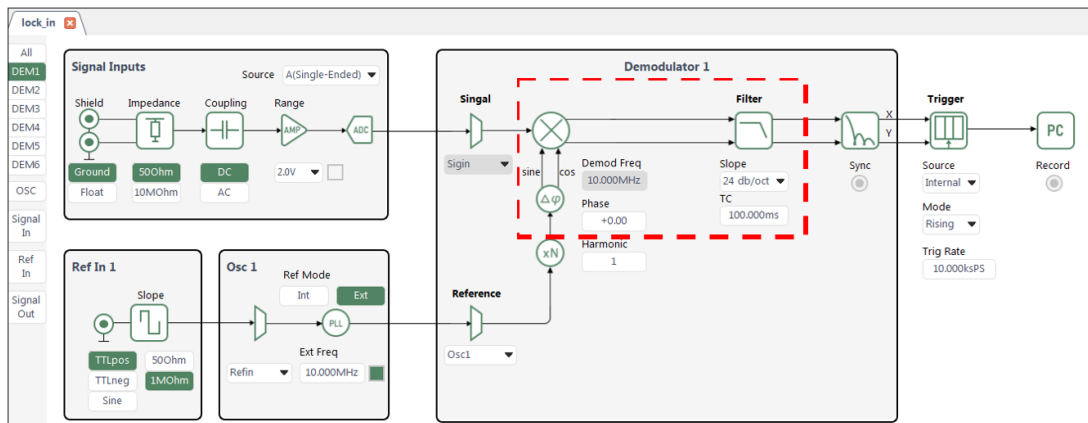 lock_in
All
DEM1
DEM2
DEM3
DEM4
DEM5
DEM6
OSC
Signal
In
Ref
In
Signal
Out
Signal Inputs
Source A(Single-Ended)
Shield Impedance Coupling Range
AMP
ADC
Ground 50Ohm DC 2.0V
Float 10MOhm AC
Ref In 1
Slope
TTLpos 50Ohm
TTLneg 1MOhm
Sine
Osc 1
Ref Mode
Int Ext
PLL
Ext Freq
Refin 10.000MHz
Demodulator 1
Singal
Sigin
sine cos
Δφ
xN
Demod Freq
10.000MHz
Phase
+0.00
Harmonic
1
Filter
Slope
24 db/oct
TC
100.000ms
Reference
Osc1
Sync
X
Y
Trigger
Source
Internal
Mode
Rising
Trig Rate
10.000ksPS
PC
Record